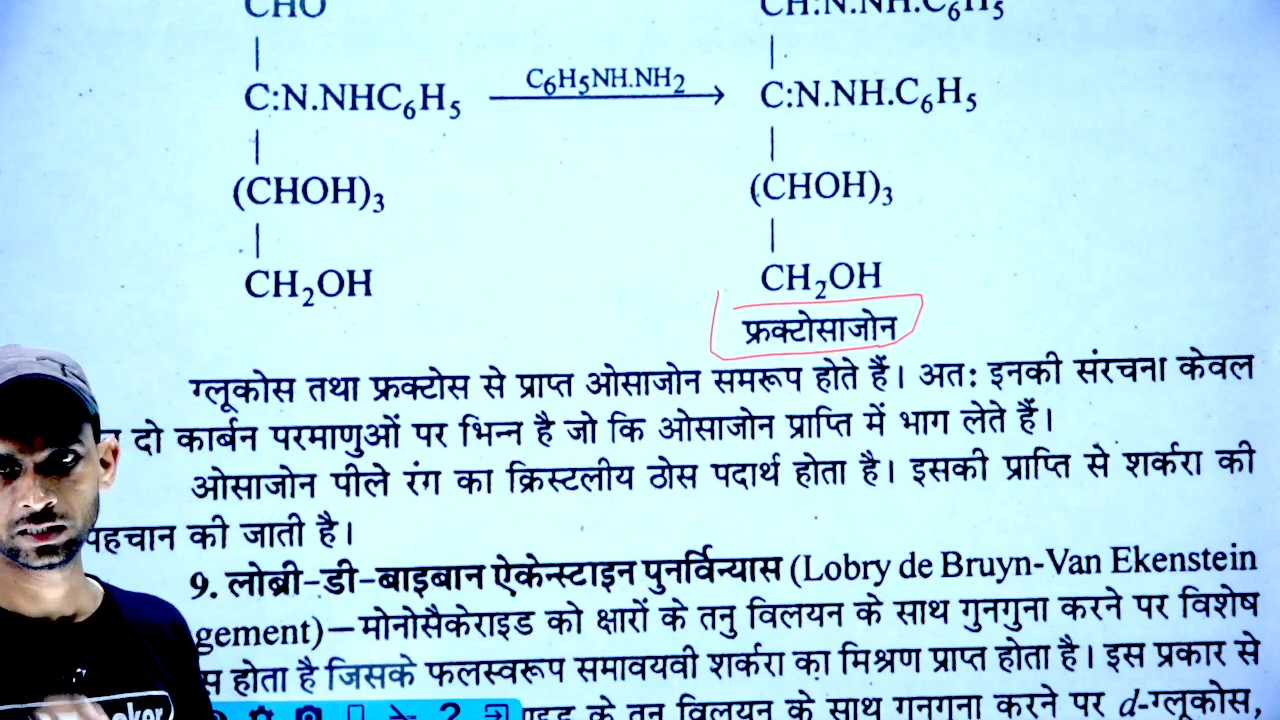 CHO CH:N.NH.C₆H₅
C:N.NHC₆H₅ C₆H₅NH.NH₂ C:N.NH.C₆H₅
(CHOH)₃ (CHOH)₃
CH₂OH CH₂OH
फ्रक्टोसाजोन
ग्लूकोस तथा फ्रक्टोस से प्राप्त ओसाजोन समरूप होते हैं। अत: इनकी संरचना केवल
दो कार्बन परमाणुओं पर भिन्न है जो कि ओसाजोन प्राप्ति में भाग लेते हैं।
ओसाजोन पीले रंग का क्रिस्टलीय ठोस पदार्थ होता है। इसकी प्राप्ति से शर्करा की
पहचान की जाती है।
9. लोब्री-डी-बाइबान ऐकेन्स्टाइन पुनर्विन्यास (Lobry de Bruyn-Van Ekenstein
gement)–मोनोसैकेराइड को क्षारों के तनु विलयन के साथ गुनगुना करने पर विशेष
होता है जिसके फलस्वरूप समावयवी शर्करा का मिश्रण प्राप्त होता है। इस प्रकार से
के तनु विलयन के साथ गुनगुना करने पर d-ग्लूकोस,